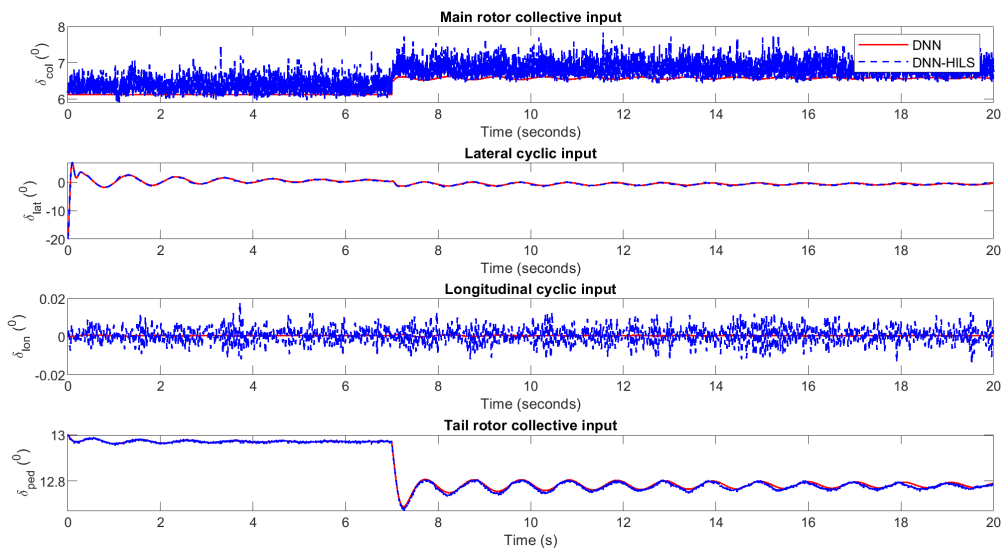 Main rotor collective input
8
7
6
δcol (0)
DNN
DNN-HILS
0 2 4 6 8 10 12 14 16 18 20
Time (seconds)
Lateral cyclic input
0
-10
-20
δlat (0)
0 2 4 6 8 10 12 14 16 18 20
Time (seconds)
Longitudinal cyclic input
0.02
0
-0.02
δlon (0)
0 2 4 6 8 10 12 14 16 18 20
Time (seconds)
Tail rotor collective input
13
12.8
δped (0)
0 2 4 6 8 10 12 14 16 18 20
Time (s)